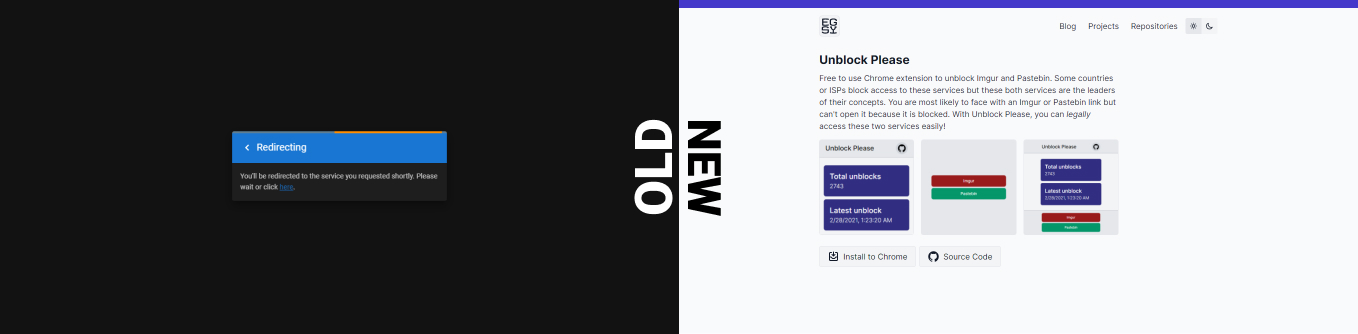 Redirecting
You'll be redirected to the service you requested shortly. Please
wait or click here.
OLD
NEW
EG
SI
Blog Projects Repositories
Unblock Please
Free to use Chrome extension to unblock Imgur and Pastebin. Some countries
or ISPs block access to these services but these both services are the leaders
of their concepts. You are most likely to face with an Imgur or Pastebin link but
can't open it because it is blocked. With Unblock Please, you can legally
access these two services easily!
Unblock Please
Total unblocks
2743
Latest unblock
2/28/2021, 1:23:20 AM
Imgur
Pastebin
Unblock Please
Total unblocks
2743
Latest unblock
2/28/2021, 1:23:20 AM
Imgur
Pastebin
Install to Chrome
Source Code